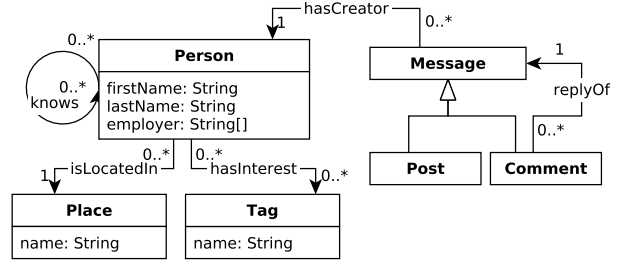 hasCreator
1
0..*
0..*
Person
firstName: String
lastName: String
employer: String[]
0..*
knows
Message
1
replyOf
0..*
Post
Comment
0..*
isLocatedIn
1
0..*
hasInterest
0..*
Place
name: String
Tag
name: String